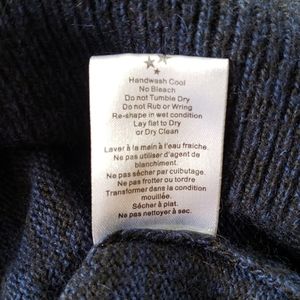 Handwash Cool
No Bleach
Do not Tumble Dry
Do not Rub or Wring
Re-shape in wet condition
Lay flat to Dry
or Dry Clean
Laver à la main à l'eau fraîche.
Ne pas utiliser d'agent de
blanchiment.
Ne pas sécher par cuibutage.
Ne pas frotter ou tordre
Transformer dans la condition
mouillée.
Sécher à plat.
Ne pas nettoyer à sec.